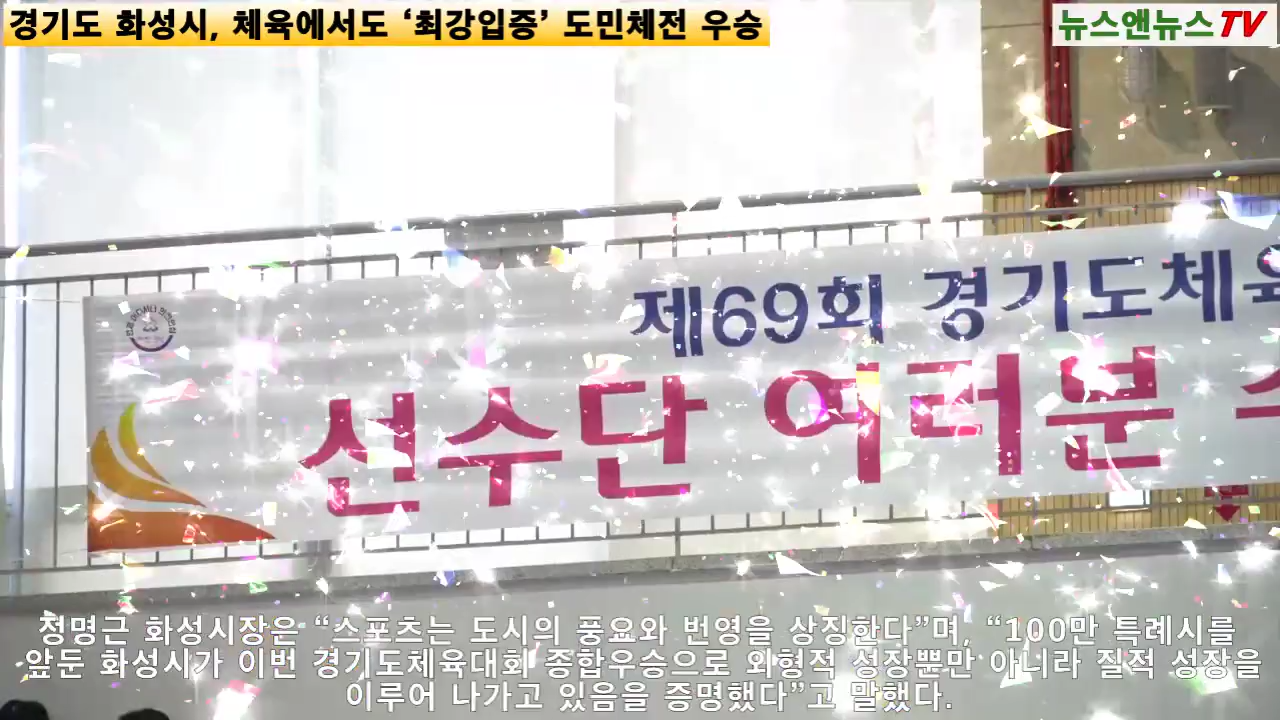 경기도 화성시, 체육에서도 ‘최강입증’ 도민체전 우승
뉴스앤뉴스TV
제69회 경기도체육
선수단 여러분
정명근 화성시장은 “스포츠는 도시의 풍요와 번영을 상징한다”며, “100만 특례시를
앞둔 화성시가 이번 경기도체육대회 종합우승으로 외형적 성장뿐만 아니라 질적 성장을
이루어 나가고 있음을 증명했다”고 말했다.